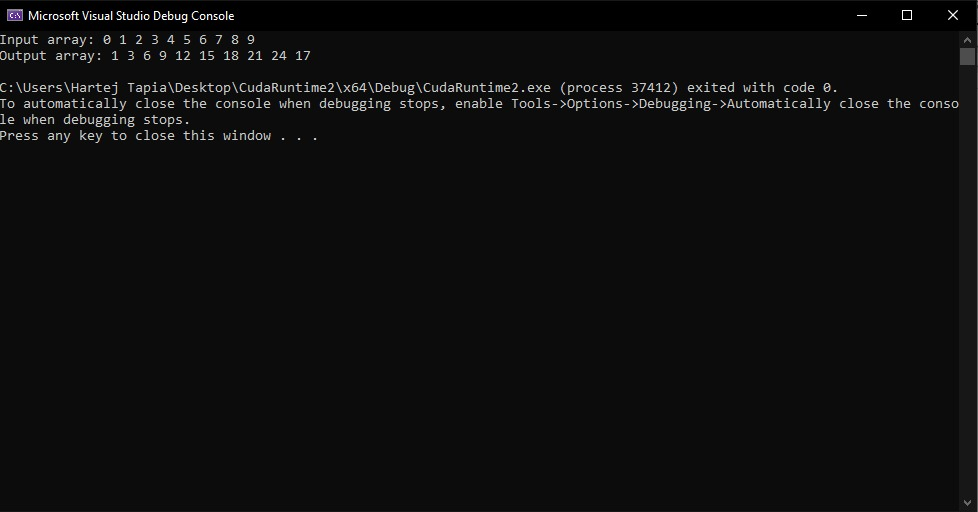 Microsoft Visual Studio Debug Console
Input array: 0 1 2 3 4 5 6 7 8 9
Output array: 1 3 6 9 12 15 18 21 24 17
C:\Users\Hartej Tapia\Desktop\CudaRuntime2\x64\Debug\CudaRuntime2.exe (process 37412) exited with code 0.
To automatically close the console when debugging stops, enable Tools->Options->Debugging->Automatically close the conso
le when debugging stops.
Press any key to close this window . . .